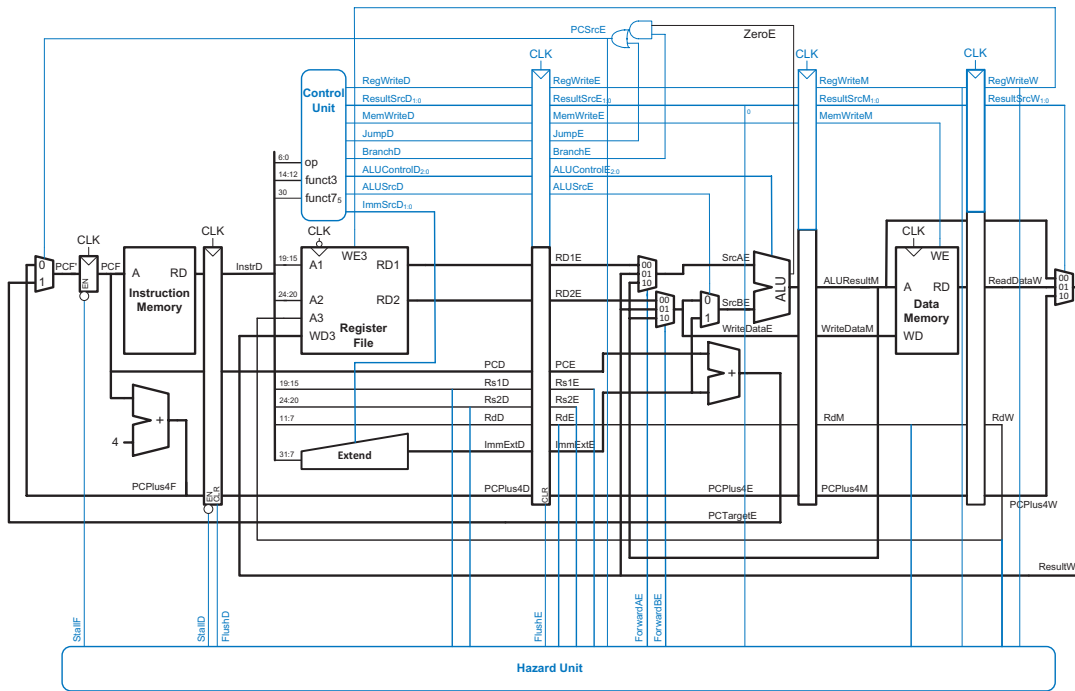 PCSrcE
ZeroE
CLK
CLK
CLK
Control
Unit
RegWriteD
RegWriteE
RegWriteM
RegWriteW
ResultSrcD1:0
ResultSrcE1:0
ResultSrcM1:0
ResultSrcW1:0
MemWriteD
MemWriteE
MemWriteM
0
JumpD
JumpE
BranchD
BranchE
ALUControlD2:0
ALUControlE2:0
ALUSrcD
ALUSrcE
ImmSrcD1:0
6:0
op
14:12
funct3
30
funct75
CLK
CLK
CLK
CLK
0
1
PCF'
PCF
EN
A
RD
Instruction
Memory
InstrD
19:15
A1
WE3
RD1
24:20
A2
RD2
A3
WD3
Register
File
RD1E
RD2E
00
01
10
00
01
10
0
1
SrcAE
SrcBE
ALU
WriteDataE
ALUResultM
WriteDataM
WE
A
RD
Data
Memory
WD
ReadDataW
00
01
10
PCD
PCE
+
19:15
Rs1D
Rs1E
24:20
Rs2D
Rs2E
11:7
RdD
RdE
RdM
RdW
+
4
31:7
Extend
ImmExtD
ImmExtE
PCPlus4F
EN
CLR
PCPlus4D
CLR
PCPlus4E
PCPlus4M
PCPlus4W
PCTargetE
ResultW
StallF
StallD
FlushD
FlushE
ForwardAE
ForwardBE
Hazard Unit